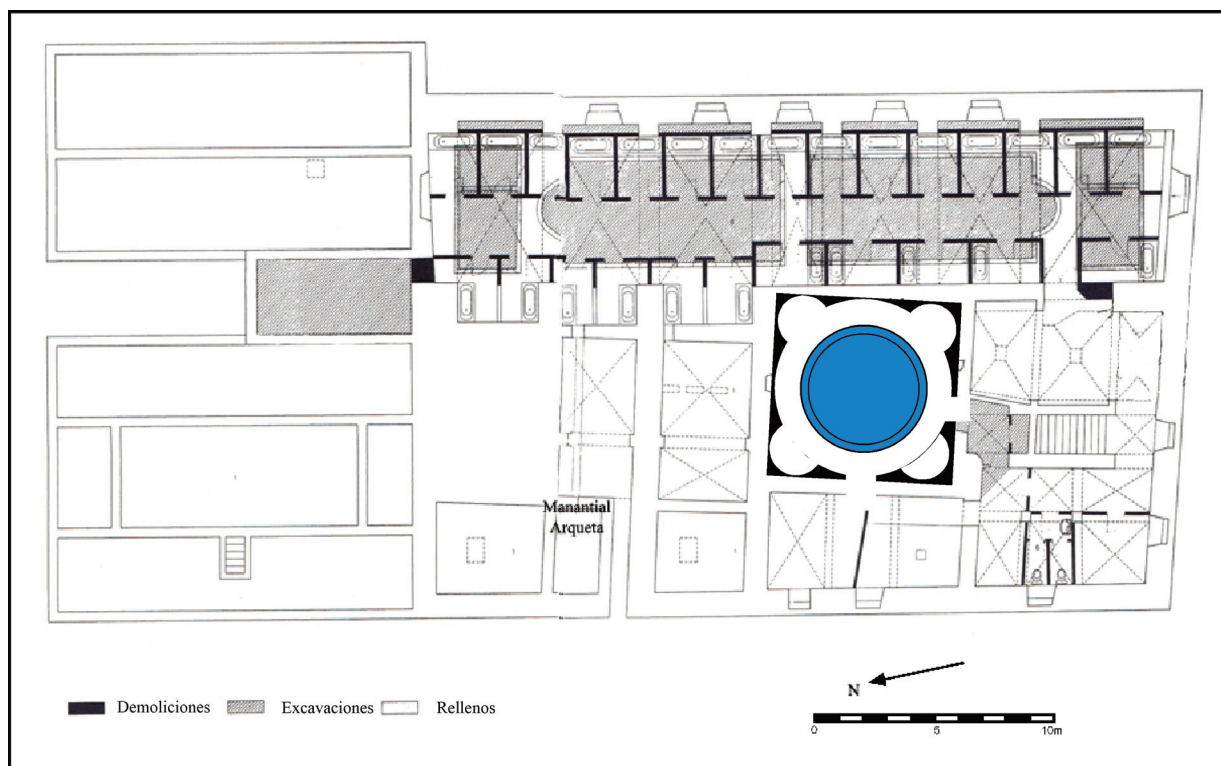 Manantial
Arqueta
Demoliciones
Excavaciones
Rellenos
N
0
5
10m